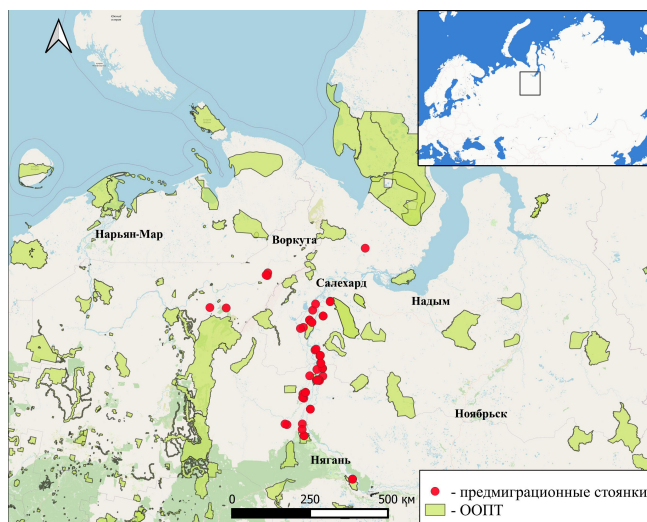 Нарьян-Мар
Воркута
Салехард
Надым
Ноябрьск
Нягань
0 250 500 км
- предмиграционные стоянки
- ООПТ